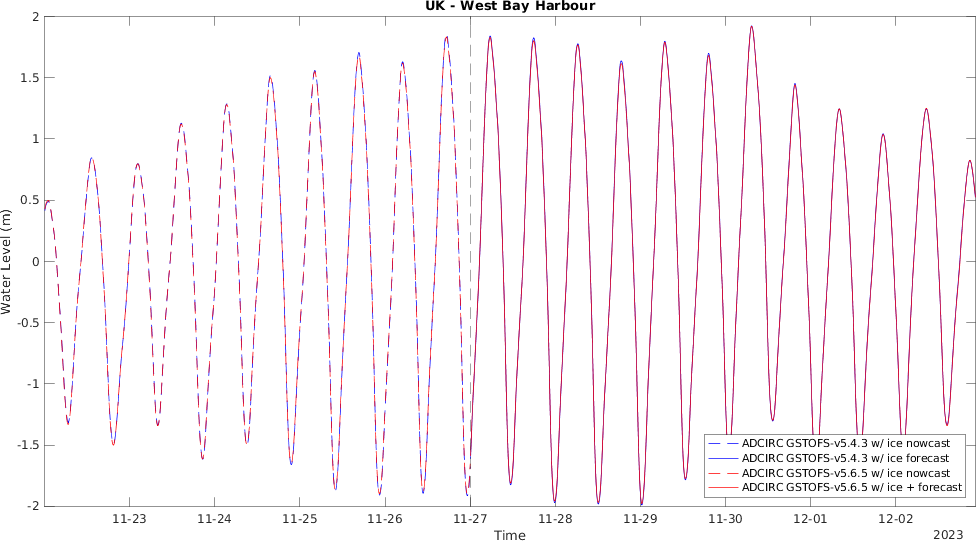 UK - West Bay Harbour
2
1.5
1
0.5
0
-0.5
-1
-1.5
-2
Water Level (m)
11-23 11-24 11-25 11-26 11-27 11-28 11-29 11-30 12-01 12-02
Time
2023
ADCIRC GSTOFS-v5.4.3 w/ ice nowcast
ADCIRC GSTOFS-v5.4.3 w/ ice forecast
ADCIRC GSTOFS-v5.6.5 w/ ice nowcast
ADCIRC GSTOFS-v5.6.5 w/ ice + forecast